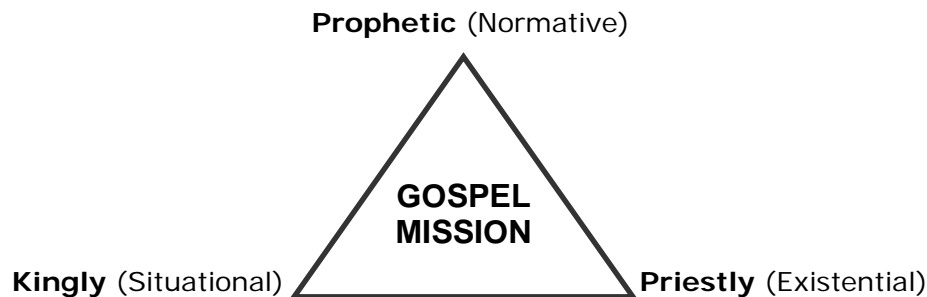 Prophetic (Normative)
GOSPEL
MISSION
Kingly (Situational)
Priestly (Existential)